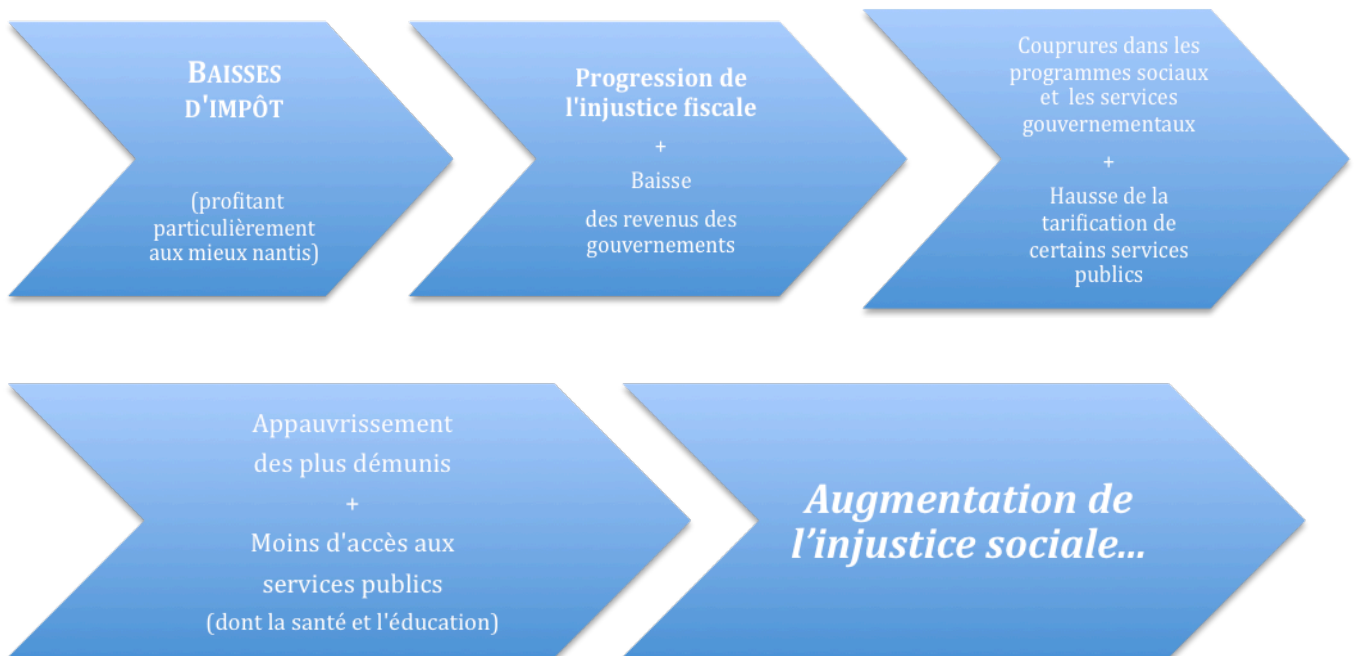 BAISSES
D'IMPÔT
(profitant
particulièrement
aux mieux nantis)
Progression de
l'injustice fiscale
+
Baisse
des revenus des
gouvernements
Couprures dans les
programmes sociaux
et les services
gouvernementaux
+
Hausse de la
tarification de
certains services
publics
Appauvrissement
des plus démunis
+
Moins d'accès aux
services publics
(dont la santé et l'éducation)
Augmentation de
l’injustice sociale...